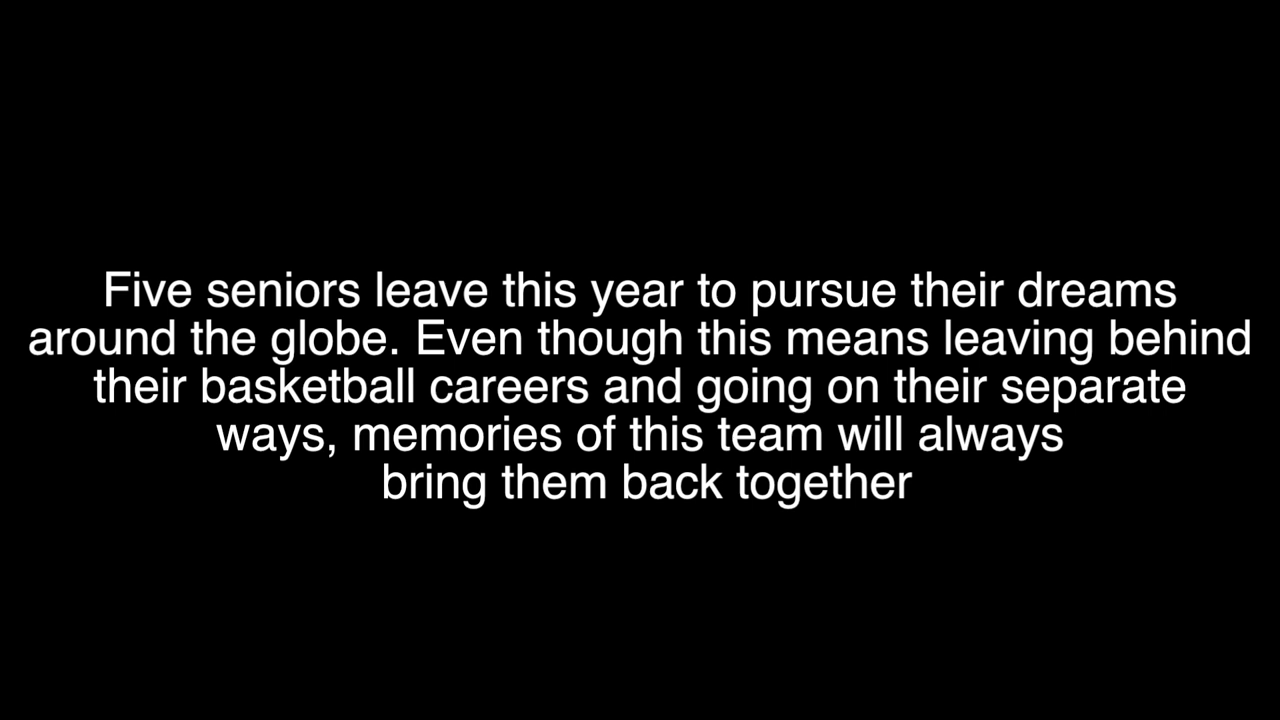 Five seniors leave this year to pursue their dreams
around the globe. Even though this means leaving behind
their basketball careers and going on their separate
ways, memories of this team will always
bring them back together